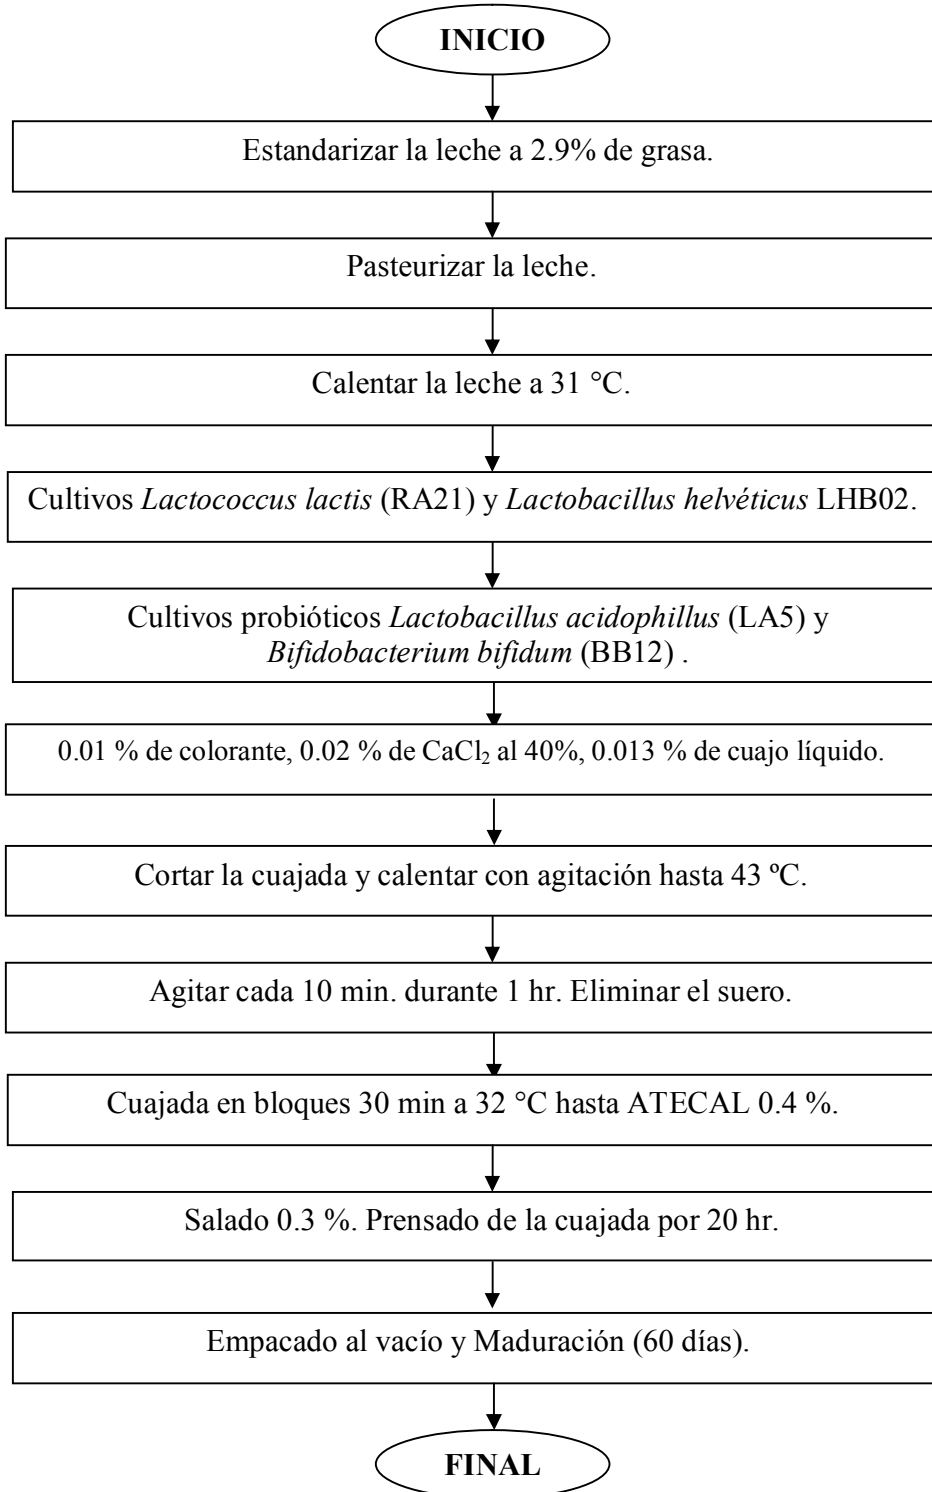 INICIO
Estandarizar la leche a 2.9% de grasa.
Pasteurizar la leche.
Calentar la leche a 31 °C.
Cultivos Lactococcus lactis (RA21) y Lactobacillus helvéticus LHB02.
Cultivos probióticos Lactobacillus acidophillus (LA5) y
Bifidobacterium bifidum (BB12) .
0.01 % de colorante, 0.02 % de CaCl₂ al 40%, 0.013 % de cuajo líquido.
Cortar la cuajada y calentar con agitación hasta 43 ºC.
Agitar cada 10 min. durante 1 hr. Eliminar el suero.
Cuajada en bloques 30 min a 32 °C hasta ATECAL 0.4 %.
Salado 0.3 %. Prensado de la cuajada por 20 hr.
Empacado al vacío y Maduración (60 días).
FINAL